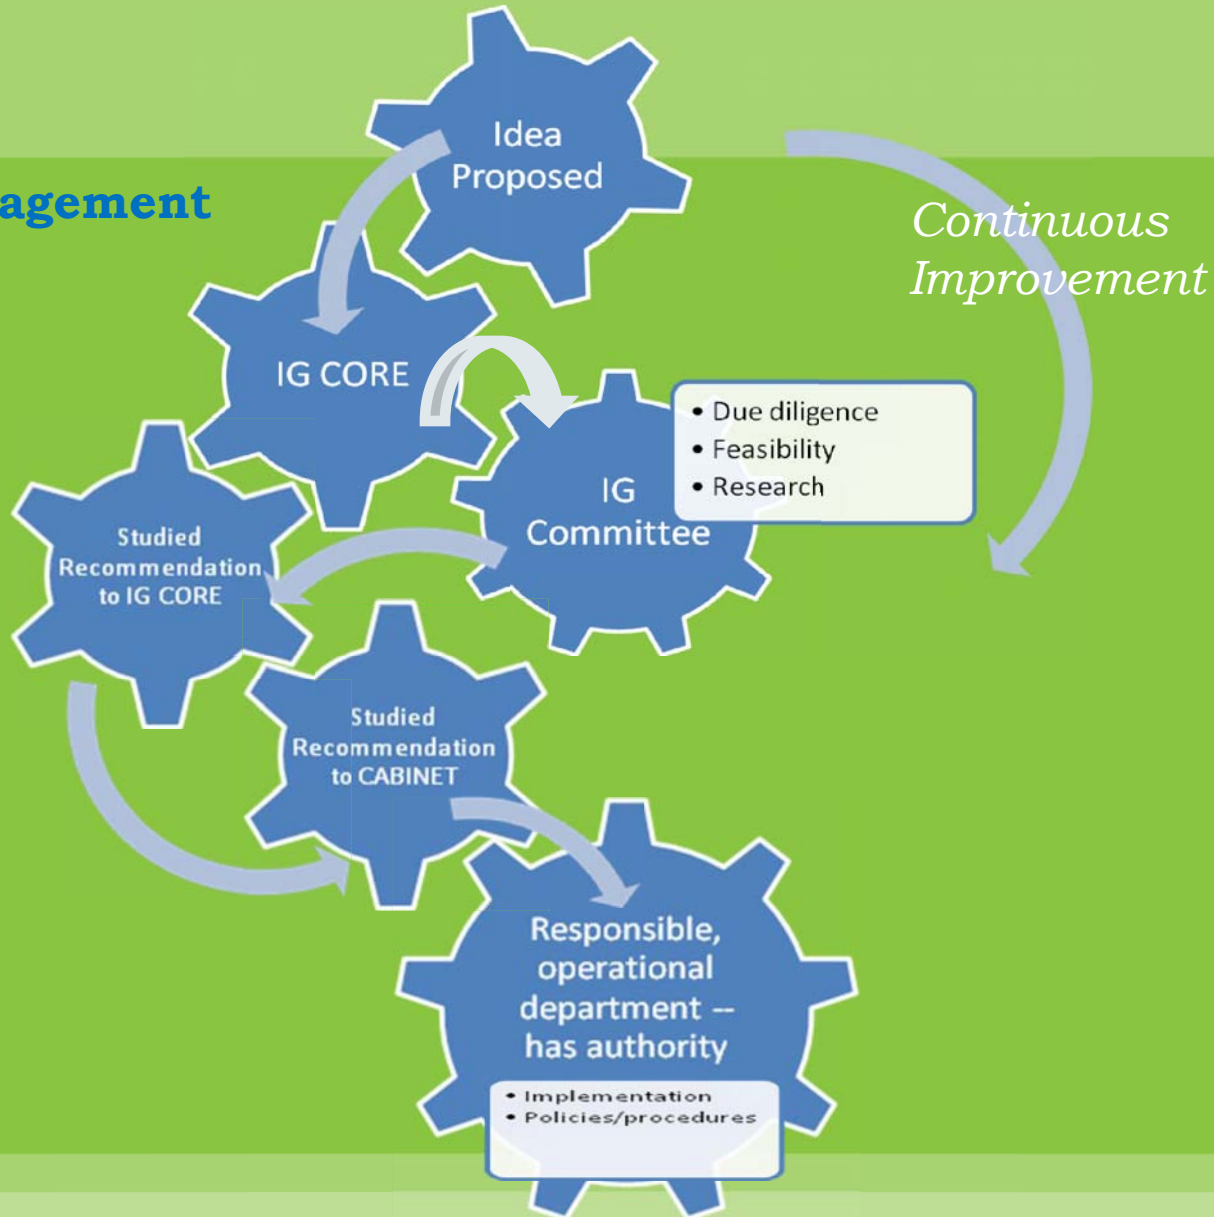 Idea
Proposed
agement
Continuous
Improvement
IG CORE
• Due diligence
• Feasibility
• Research
IG
Committee
Studied
Recommendation
to IG CORE
Studied
Recommendation
to CABINET
Responsible,
operational
department --
has authority
• Implementation
• Policies/procedures